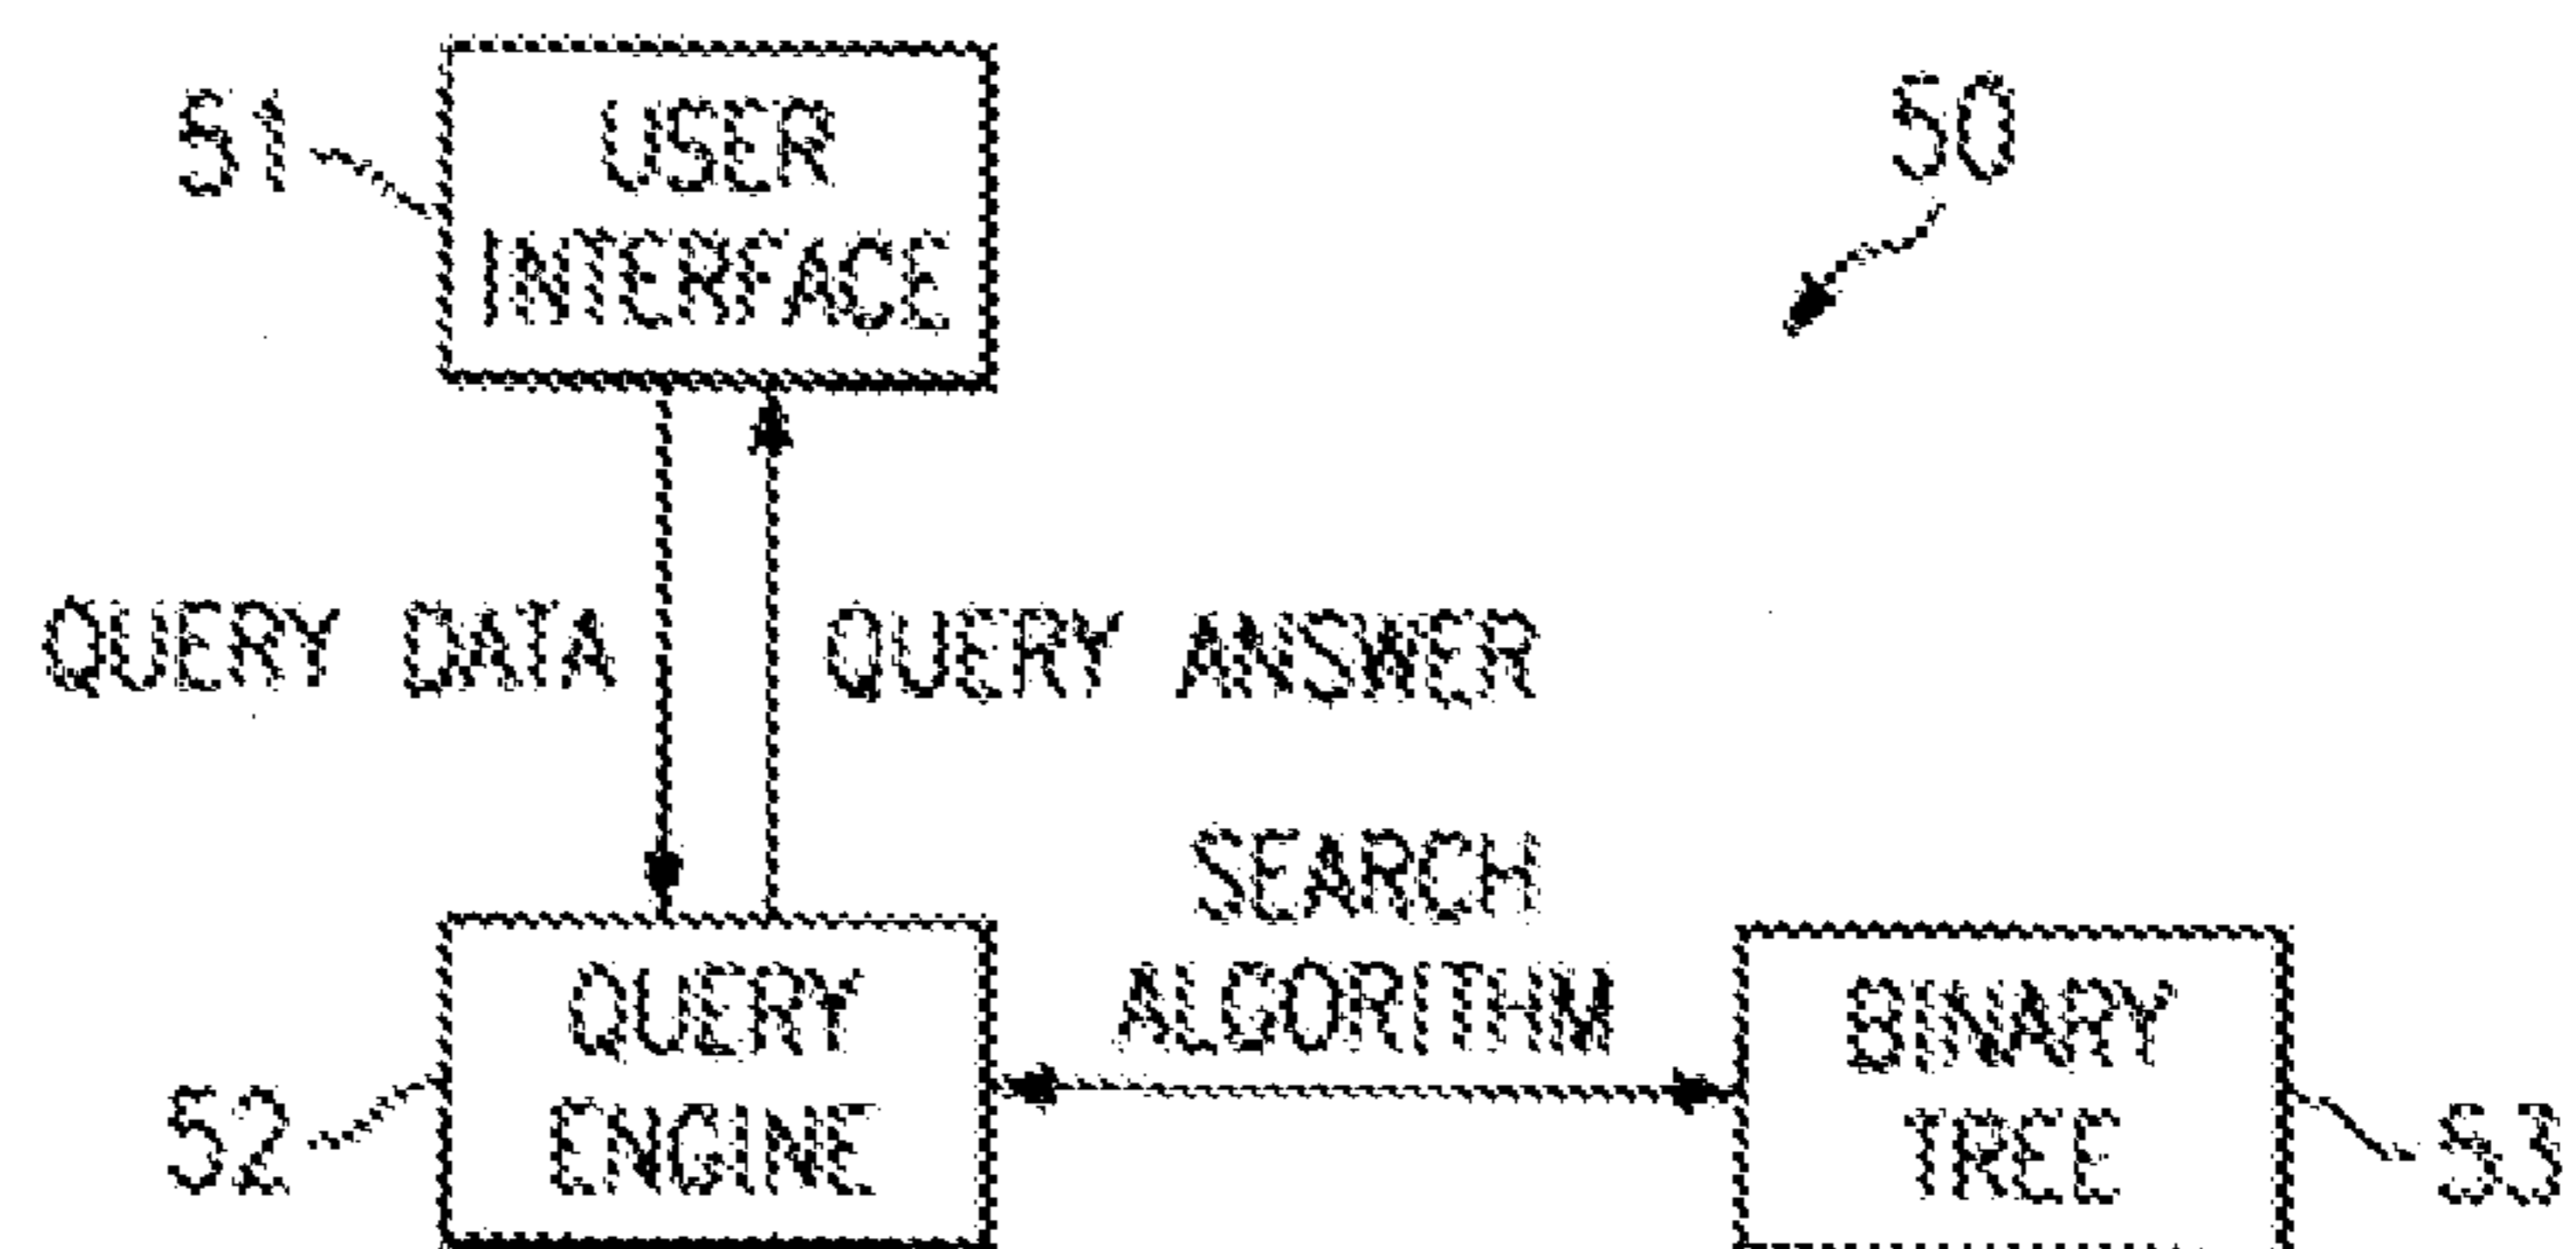 51
USER
INTERFACE
50
QUERY DATA
QUERY ANSWER
SEARCH
ALGORITHM
QUERY
ENGINE
BINARY
TREE
52
53